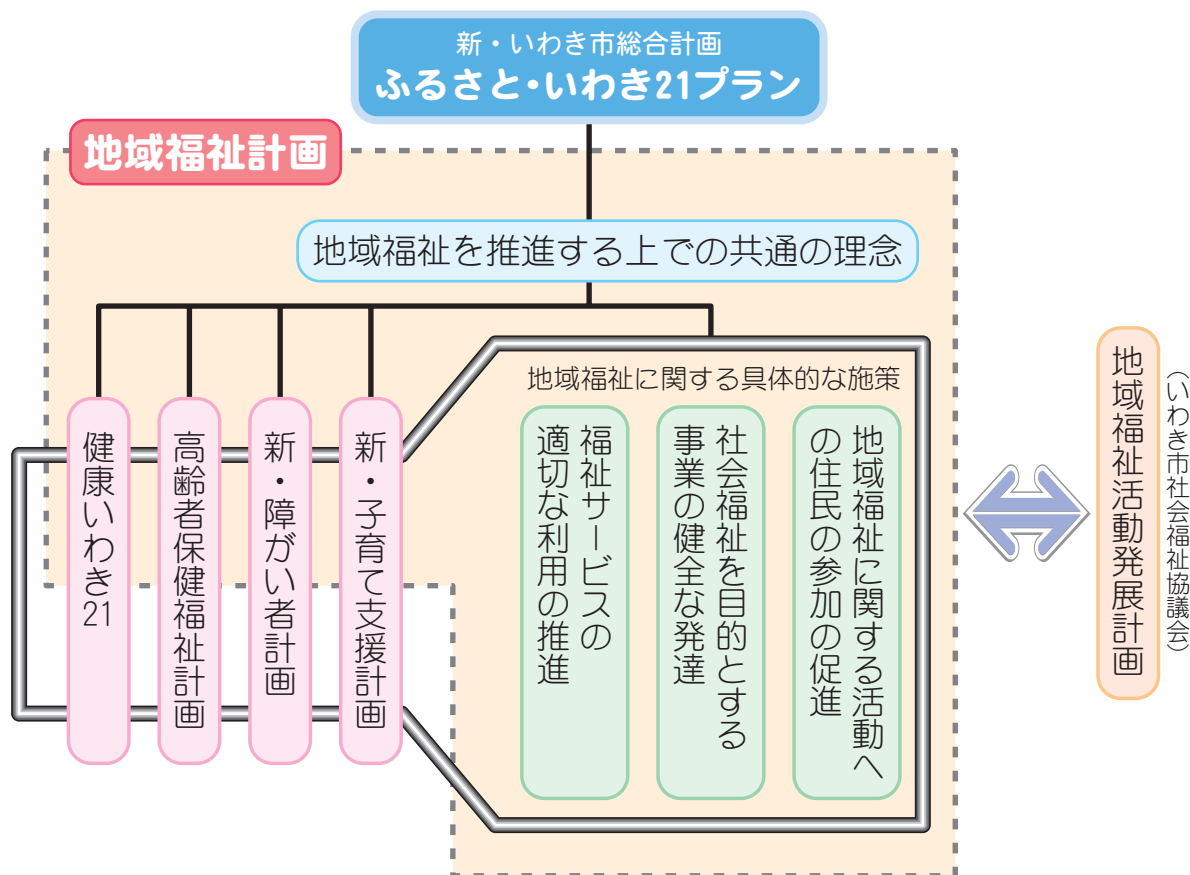 新・いわき市総合計画
ふるさと・いわき21プラン
地域福祉計画
地域福祉を推進する上での共通の理念
地域福祉に関する具体的な施策
健康いわき21
高齢者保健福祉計画
新・障がい者計画
新・子育て支援計画
福祉サービスの
適切な利用の推進
社会福祉を目的とする
事業の健全な発達
地域福祉に関する活動へ
の住民の参加の促進
（いわき市社会福祉協議会）
地域福祉活動発展計画